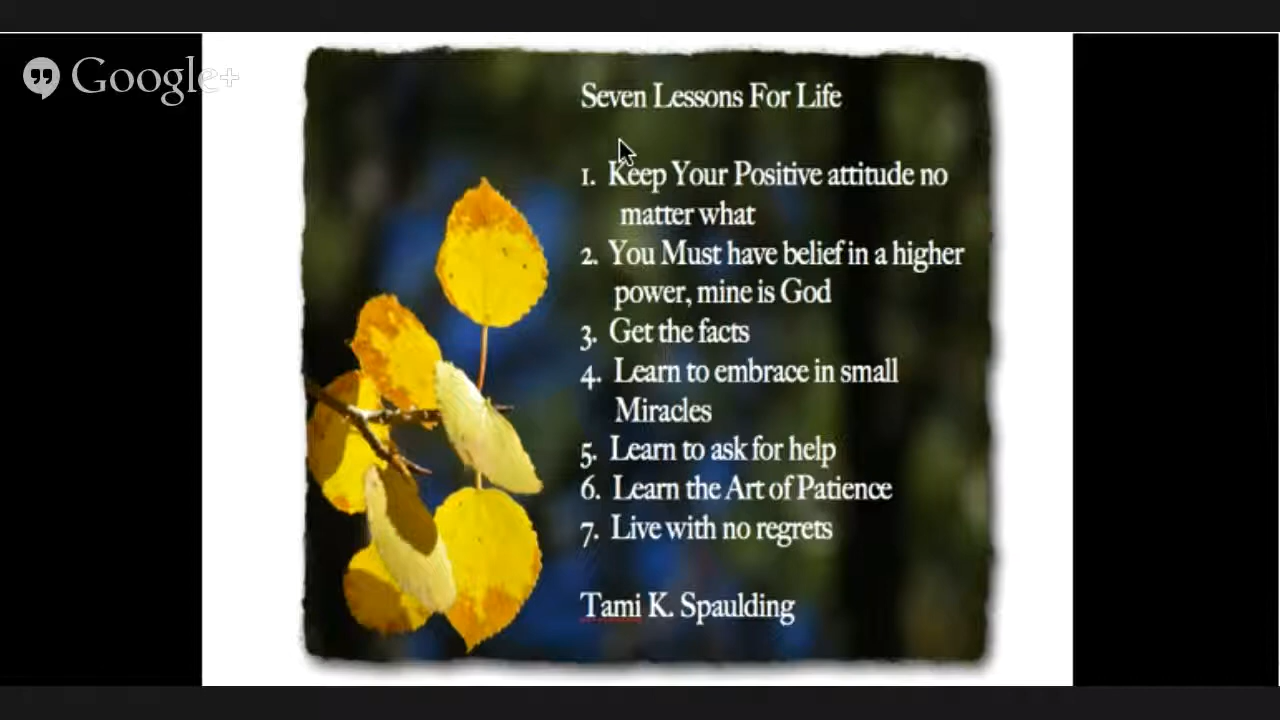 Google+
Seven Lessons For Life
1. Keep Your Positive attitude no
matter what
2. You Must have belief in a higher
power, mine is God
3. Get the facts
4. Learn to embrace in small
Miracles
5. Learn to ask for help
6. Learn the Art of Patience
7. Live with no regrets
Tami K. Spaulding